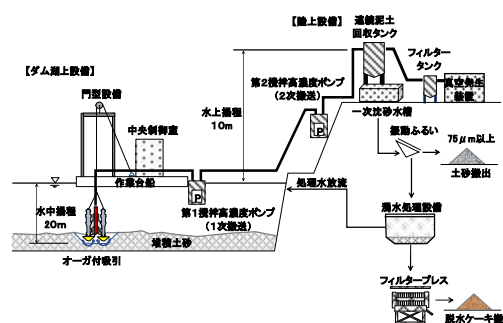 【ダム湖上設備】
門型設備
中央制御室
作業台船
水中揚程
20m
オーガ付吸引
堆積土砂
P
第1攪拌高濃度ポンプ
(1次搬送)
水上揚程
10m
【陸上設備】
連続泥土
回収タンク
第2攪拌高濃度ポンプ
(2次搬送)
P
フィルター
タンク
真空発生
装置
一次沈砂水槽
振動ふるい
75μm以上
土砂搬出
処理水放流
濁水処理設備
フィルタープレス
脱水ケーキ搬